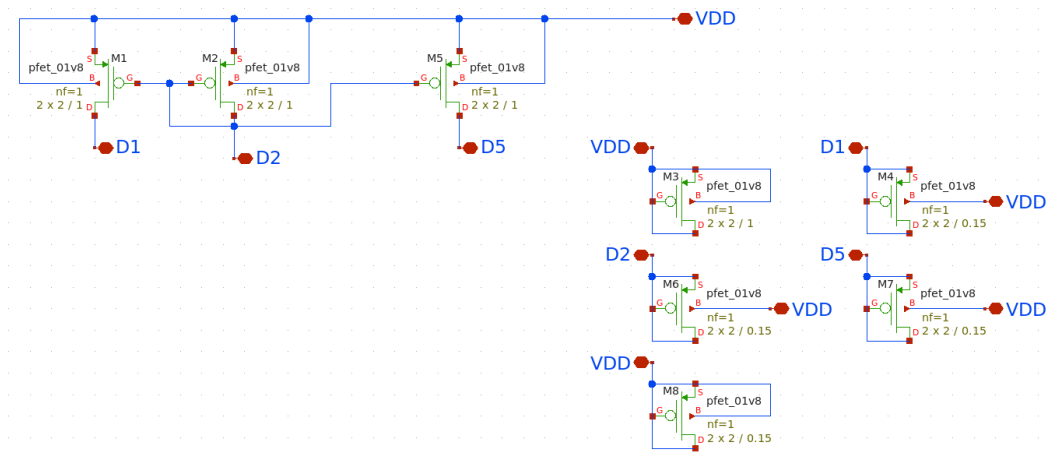 VDD
S
M1
pfet_01v8
B
G
nf=1
2 x 2 / 1
D
D1
S
M2
pfet_01v8
G
B
nf=1
2 x 2 / 1
D
D2
S
M5
pfet_01v8
G
B
nf=1
2 x 2 / 1
D
D5
VDD
M3
S
pfet_01v8
G
B
nf=1
D
2 x 2 / 1
D1
M4
S
pfet_01v8
G
B
VDD
nf=1
D
2 x 2 / 0.15
D2
M6
S
pfet_01v8
G
B
VDD
nf=1
D
2 x 2 / 0.15
D5
M7
S
pfet_01v8
G
B
VDD
nf=1
D
2 x 2 / 0.15
VDD
M8
S
pfet_01v8
G
B
nf=1
D
2 x 2 / 0.15